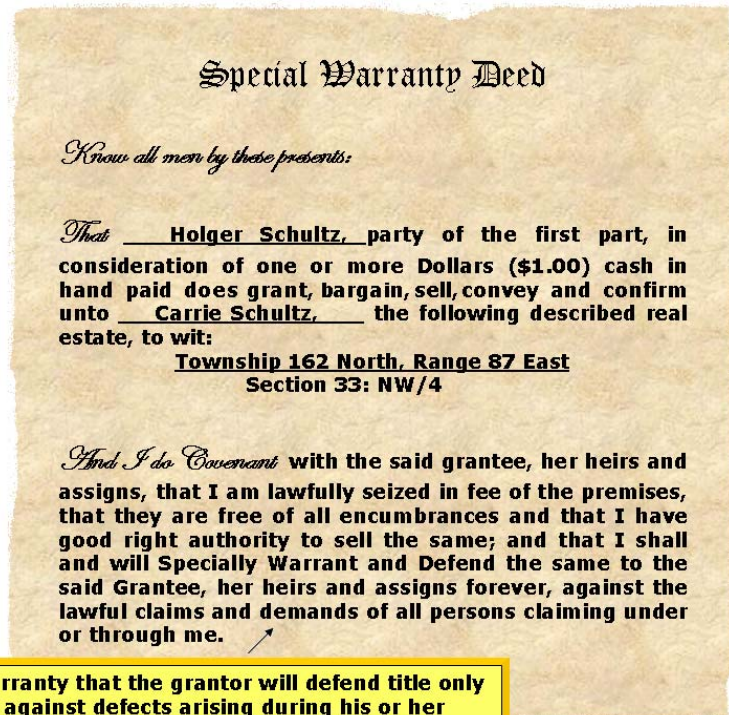 Special Warranty Deed
Know all men by these presents:
That Holger Schultz, party of the first part, in
consideration of one or more Dollars ($1.00) cash in
hand paid does grant, bargain, sell, convey and confirm
unto Carrie Schultz, the following described real
estate, to wit:
Township 162 North, Range 87 East
Section 33: NW/4
And I do Covenant with the said grantee, her heirs and
assigns, that I am lawfully seized in fee of the premises,
that they are free of all encumbrances and that I have
good right authority to sell the same; and that I shall
and will Specially Warrant and Defend the same to the
said Grantee, her heirs and assigns forever, against the
lawful claims and demands of all persons claiming under
or through me.
that the grantor will defend title only
against defects arising during his or her